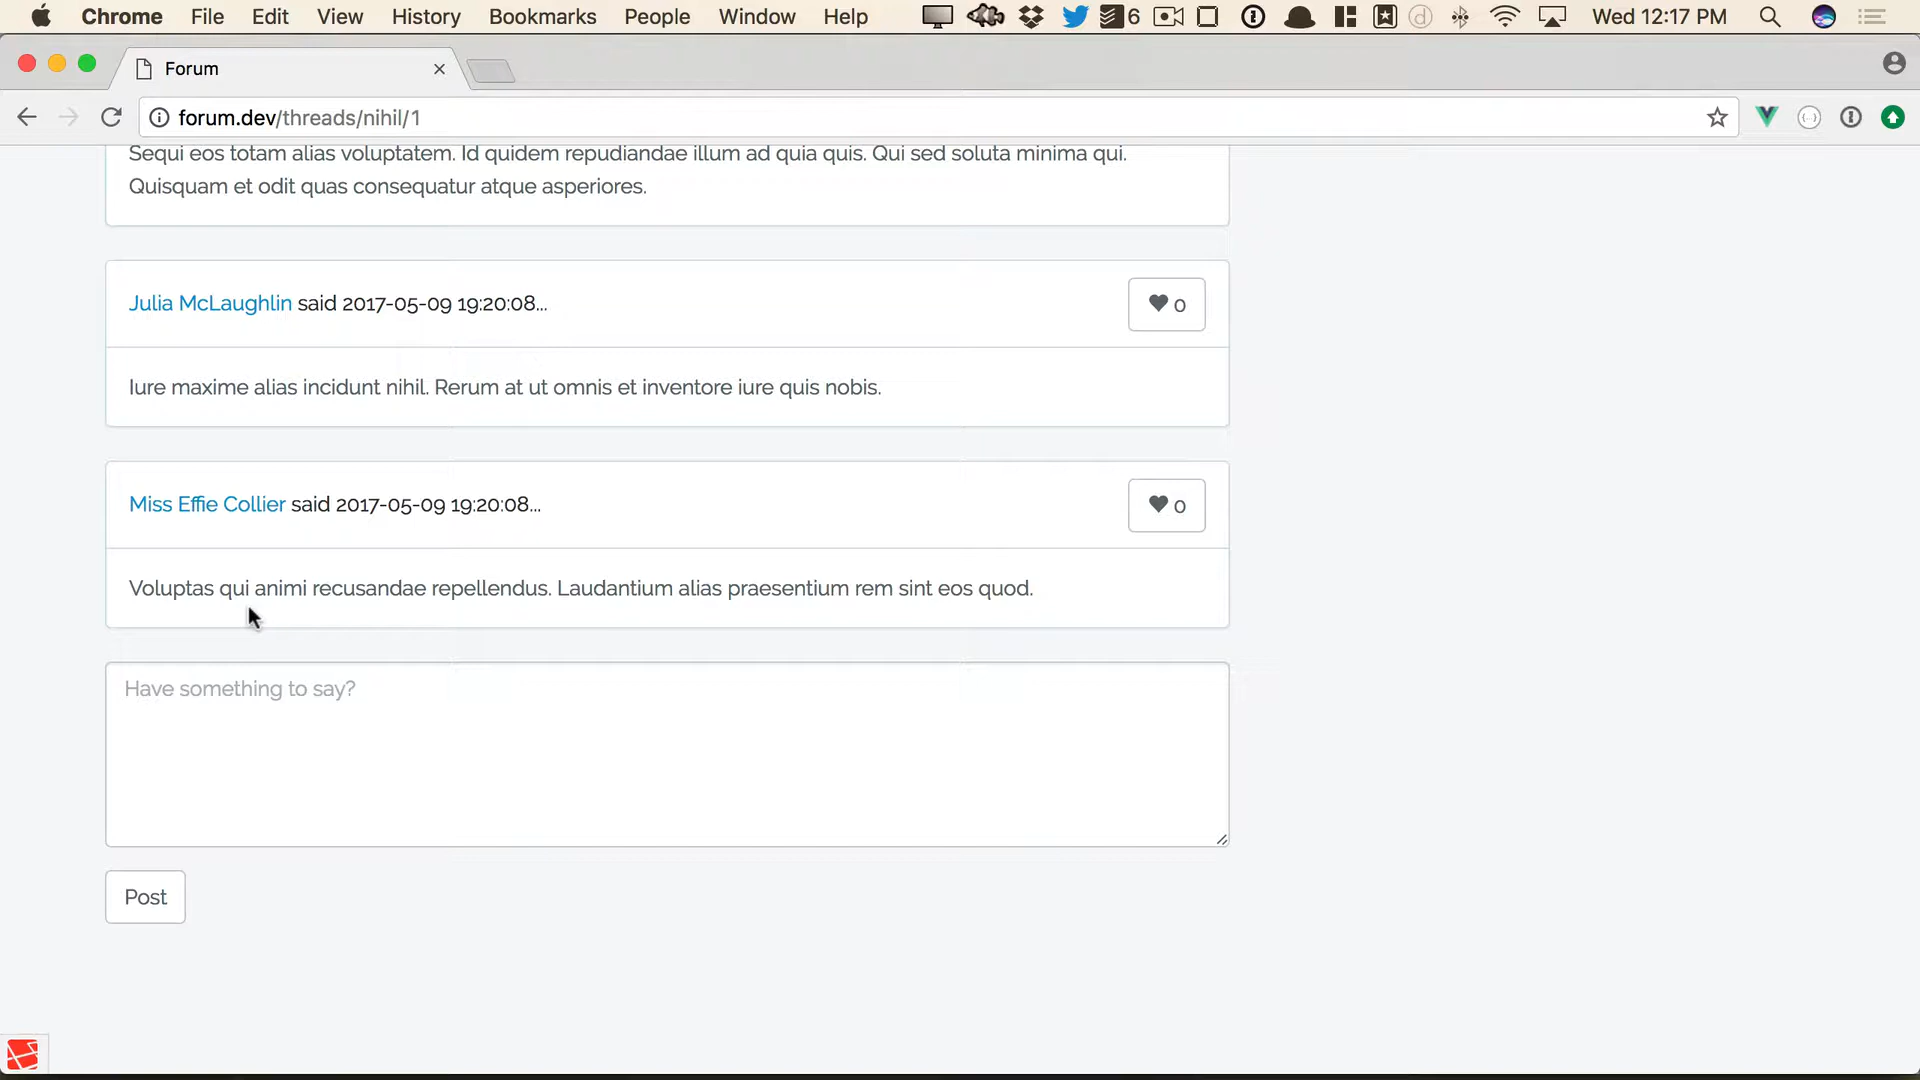 Chrome File Edit View History Bookmarks People Window Help 6 Wed 12:17 PM
Forum
forum.dev/threads/nihil/1
Sequi eos totam alias voluptatem. Id quidem repudiandae illum ad quia quis. Qui sed soluta minima qui.
Quisquam et odit quas consequatur atque asperiores.
Julia McLaughlin said 2017-05-09 19:20:08... 0
Iure maxime alias incidunt nihil. Rerum at ut omnis et inventore iure quis nobis.
Miss Effie Collier said 2017-05-09 19:20:08... 0
Voluptas qui animi recusandae repellendus. Laudantium alias praesentium rem sint eos quod.
Have something to say?
Post